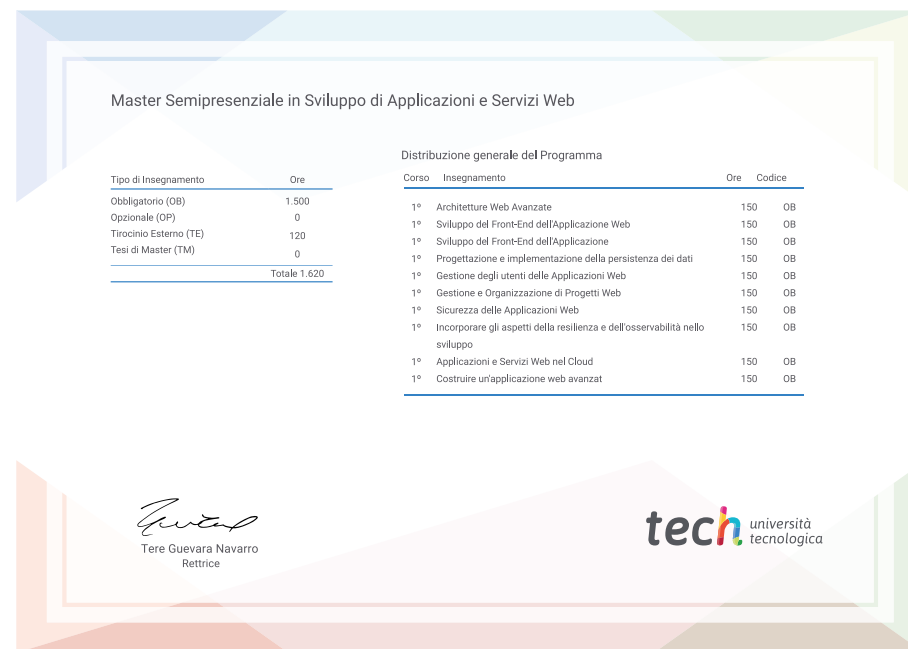 Master Semipresenziale in Sviluppo di Applicazioni e Servizi Web
Tipo di Insegnamento Ore
Obbligatorio (OB) 1.500
Opzionale (OP) 0
Tirocinio Esterno (TE) 120
Tesi di Master (TM) 0
Totale 1.620
Distribuzione generale del Programma
Corso Insegnamento Ore Codice
1º Architetture Web Avanzate 150 OB
1º Sviluppo del Front-End dell'Applicazione Web 150 OB
1º Sviluppo del Front-End dell'Applicazione 150 OB
1º Progettazione e implementazione della persistenza dei dati 150 OB
1º Gestione degli utenti delle Applicazioni Web 150 OB
1º Gestione e Organizzazione di Progetti Web 150 OB
1º Sicurezza delle Applicazioni Web 150 OB
1º Incorporare gli aspetti della resilienza e dell'osservabilità nello 150 OB
sviluppo
1º Applicazioni e Servizi Web nel Cloud 150 OB
1º Costruire un'applicazione web avanzat 150 OB
Tere Guevara Navarro
Rettrice
tech università
tecnologica